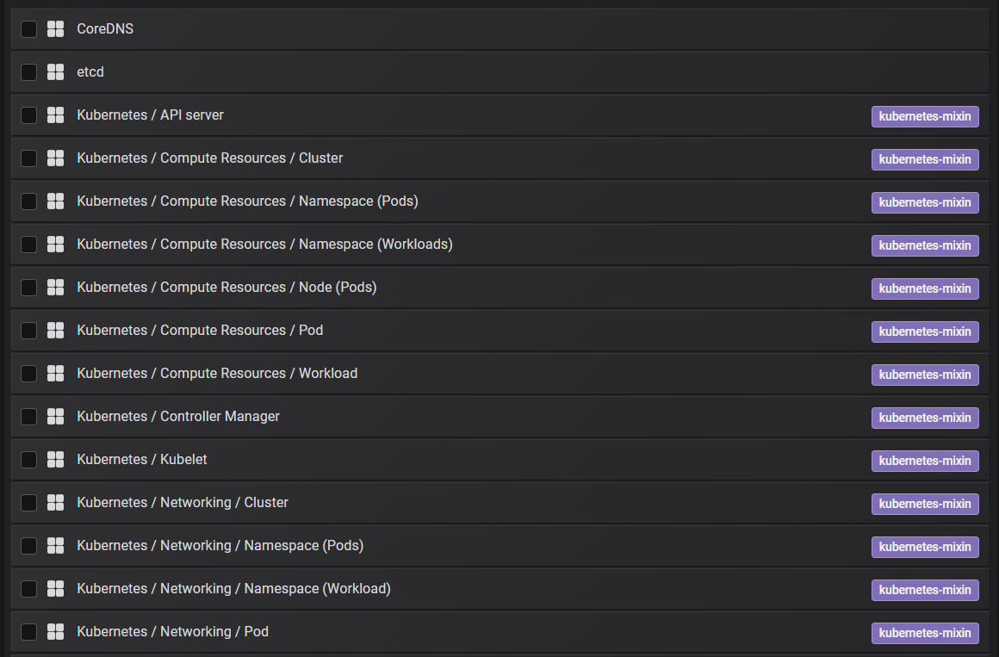 CoreDNS
etcd
Kubernetes / API server kubernetes-mixin
Kubernetes / Compute Resources / Cluster kubernetes-mixin
Kubernetes / Compute Resources / Namespace (Pods) kubernetes-mixin
Kubernetes / Compute Resources / Namespace (Workloads) kubernetes-mixin
Kubernetes / Compute Resources / Node (Pods) kubernetes-mixin
Kubernetes / Compute Resources / Pod kubernetes-mixin
Kubernetes / Compute Resources / Workload kubernetes-mixin
Kubernetes / Controller Manager kubernetes-mixin
Kubernetes / Kubelet kubernetes-mixin
Kubernetes / Networking / Cluster kubernetes-mixin
Kubernetes / Networking / Namespace (Pods) kubernetes-mixin
Kubernetes / Networking / Namespace (Workload) kubernetes-mixin
Kubernetes / Networking / Pod kubernetes-mixin